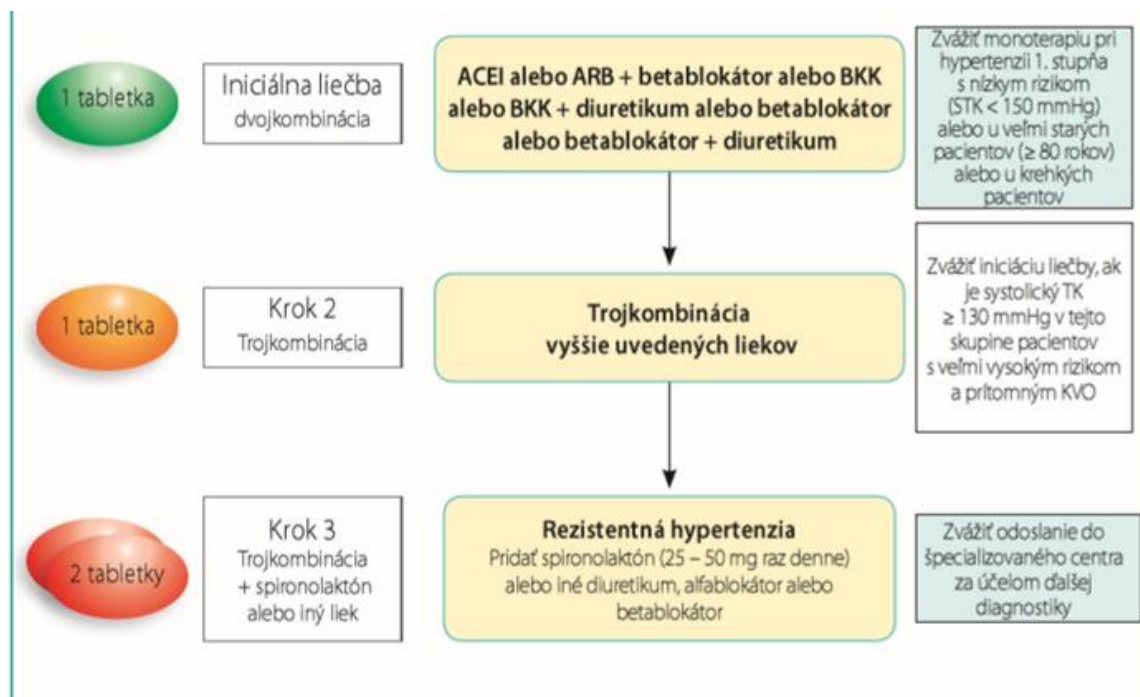 1 tabletka
Iniciálna liečba
dvojkombinácia
ACEI alebo ARB + betablokátor alebo BKK
alebo BKK + diuretikum alebo betablokátor
alebo betablokátor + diuretikum
Zvážiť monoterapiu pri
hypertenzii 1. stupňa
s nízkym rizikom
(STK < 150 mmHg)
alebo u veľmi starých
pacientov (≥ 80 rokov)
alebo u krehkých
pacientov
1 tabletka
Krok 2
Trojkombinácia
Trojkombinácia
vyššie uvedených liekov
Zvážiť iniciáciu liečby, ak
je systolický TK
≥ 130 mmHg v tejto
skupine pacientov
s veľmi vysokým rizikom
a prítomným KVO
2 tabletky
Krok 3
Trojkombinácia
+ spironolaktón
alebo iný liek
Rezistentná hypertenzia
Pridať spironolaktón (25 – 50 mg raz denne)
alebo iné diuretikum, alfablokátor alebo
betablokátor
Zvážiť odoslanie do
špecializovaného centra
za účelom ďalšej
diagnostiky